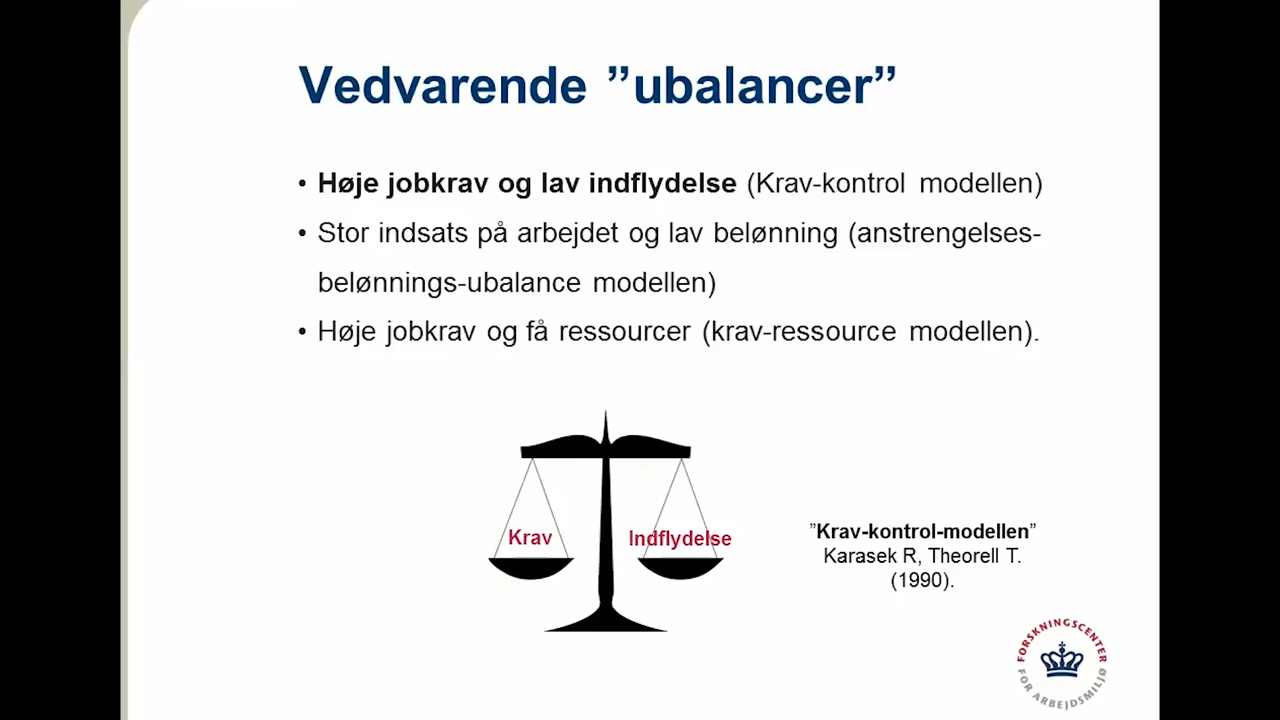 Vedvarende ”ubalancer”
• Høje jobkrav og lav indflydelse (Krav-kontrol modellen)
• Stor indsats på arbejdet og lav belønning (anstrengelses-
belønnings-ubalance modellen)
• Høje jobkrav og få ressourcer (krav-ressource modellen).
Krav
Indflydelse
”Krav-kontrol-modellen”
Karasek R, Theorell T.
(1990).
FORSKNINGSCENTER
FOR ARBEJDSMILJØ